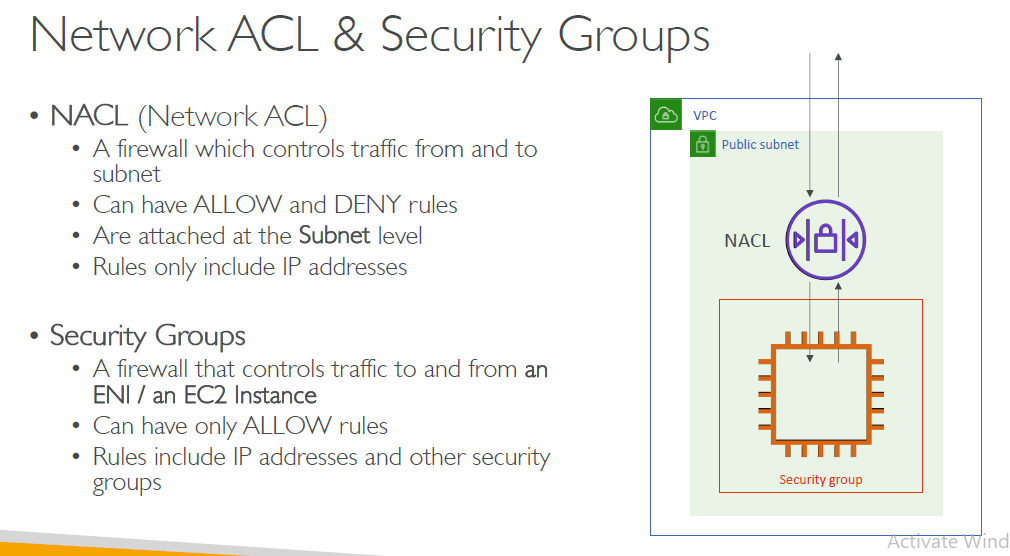 Network ACL & Security Groups
• NACL (Network ACL)
• A firewall which controls traffic from and to
subnet
• Can have ALLOW and DENY rules
• Are attached at the Subnet level
• Rules only include IP addresses
• Security Groups
• A firewall that controls traffic to and from an
ENI / an EC2 Instance
• Can have only ALLOW rules
• Rules include IP addresses and other security
groups
VPC
Public subnet
NACL
Security group
Activate Wind